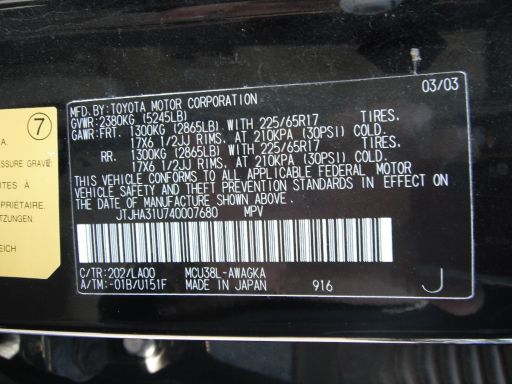 03/03
MFD. BY: TOYOTA MOTOR CORPORATION
GVWR: 2380KG (5245LB)
GAWR: FRT. 1300KG (2865LB) WITH 225/65R17 TIRES.
17X6 1/2JJ RIMS, AT 210KPA (30PSI) COLD.
RR. 1300KG (2865LB) WITH 225/65R17 TIRES.
17X6 1/2JJ RIMS, AT 210KPA (30PSI) COLD.
THIS VEHICLE CONFORMS TO ALL APPLICABLE FEDERAL MOTOR
VEHICLE SAFETY AND THEFT PREVENTION STANDARDS IN EFFECT ON
THE DATE OF MANUFACTURE SHOWN ABOVE.
JTJHA31U740007680 MPV
C/TR: 202/LA00 MCU38L-AWAGKA
A/TM: -01B/U151F MADE IN JAPAN 916 J
7
A.
ESSURE GRAVE
UTES À
PROPRIÉTAIRE.
TZUNGEN.
EICH